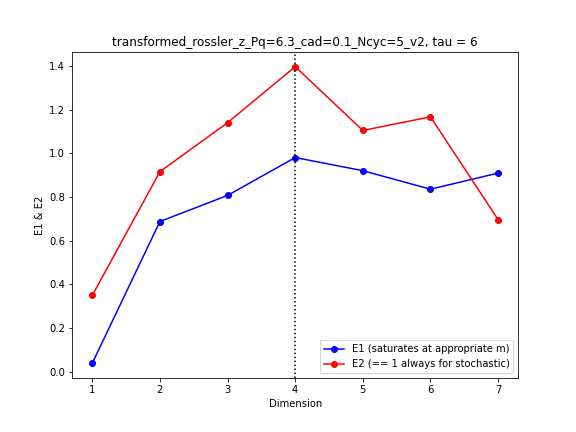 transformed_rossler_z_Pq=6.3_cad=0.1_Ncyc=5_v2, tau = 6
1.4
1.2
1.0
0.8
0.6
0.4
0.2
0.0
E1 & E2
E1 (saturates at appropriate m)
E2 (== 1 always for stochastic)
1 2 3 4 5 6 7
Dimension